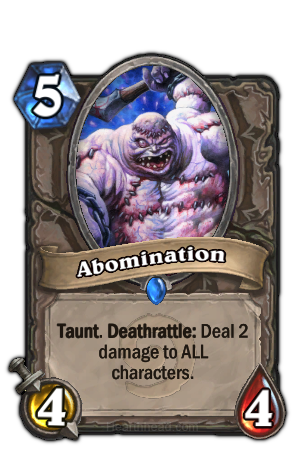 5
Abomination
Taunt. Deathrattle: Deal 2
damage to ALL
characters.
4
4